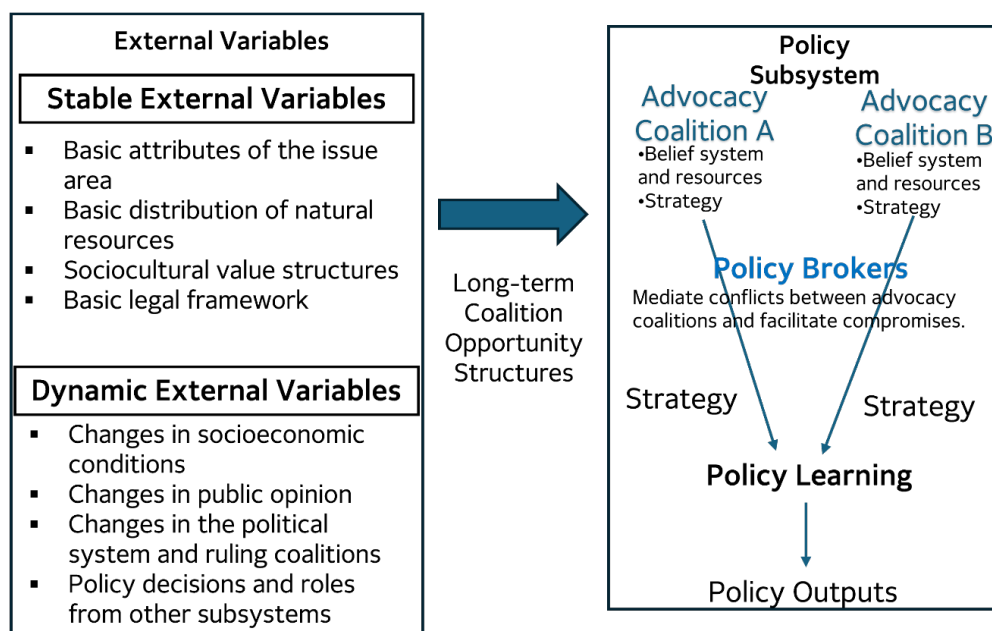 External Variables
Stable External Variables
▪ Basic attributes of the issue
area
▪ Basic distribution of natural
resources
▪ Sociocultural value structures
▪ Basic legal framework
Dynamic External Variables
▪ Changes in socioeconomic
conditions
▪ Changes in public opinion
▪ Changes in the political
system and ruling coalitions
▪ Policy decisions and roles
from other subsystems
Long-term
Coalition
Opportunity
Structures
Policy
Subsystem
Advocacy
Coalition A
•Belief system
and resources
•Strategy
Advocacy
Coalition B
•Belief system
and resources
•Strategy
Policy Brokers
Mediate conflicts between advocacy
coalitions and facilitate compromises.
Strategy
Strategy
Policy Learning
Policy Outputs